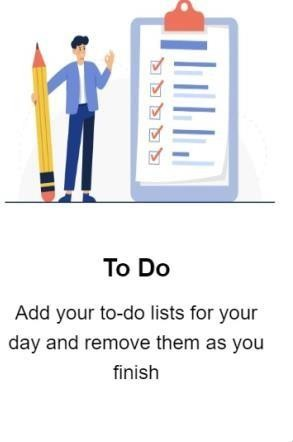 To Do
Add your to-do lists for your
day and remove them as you
finish